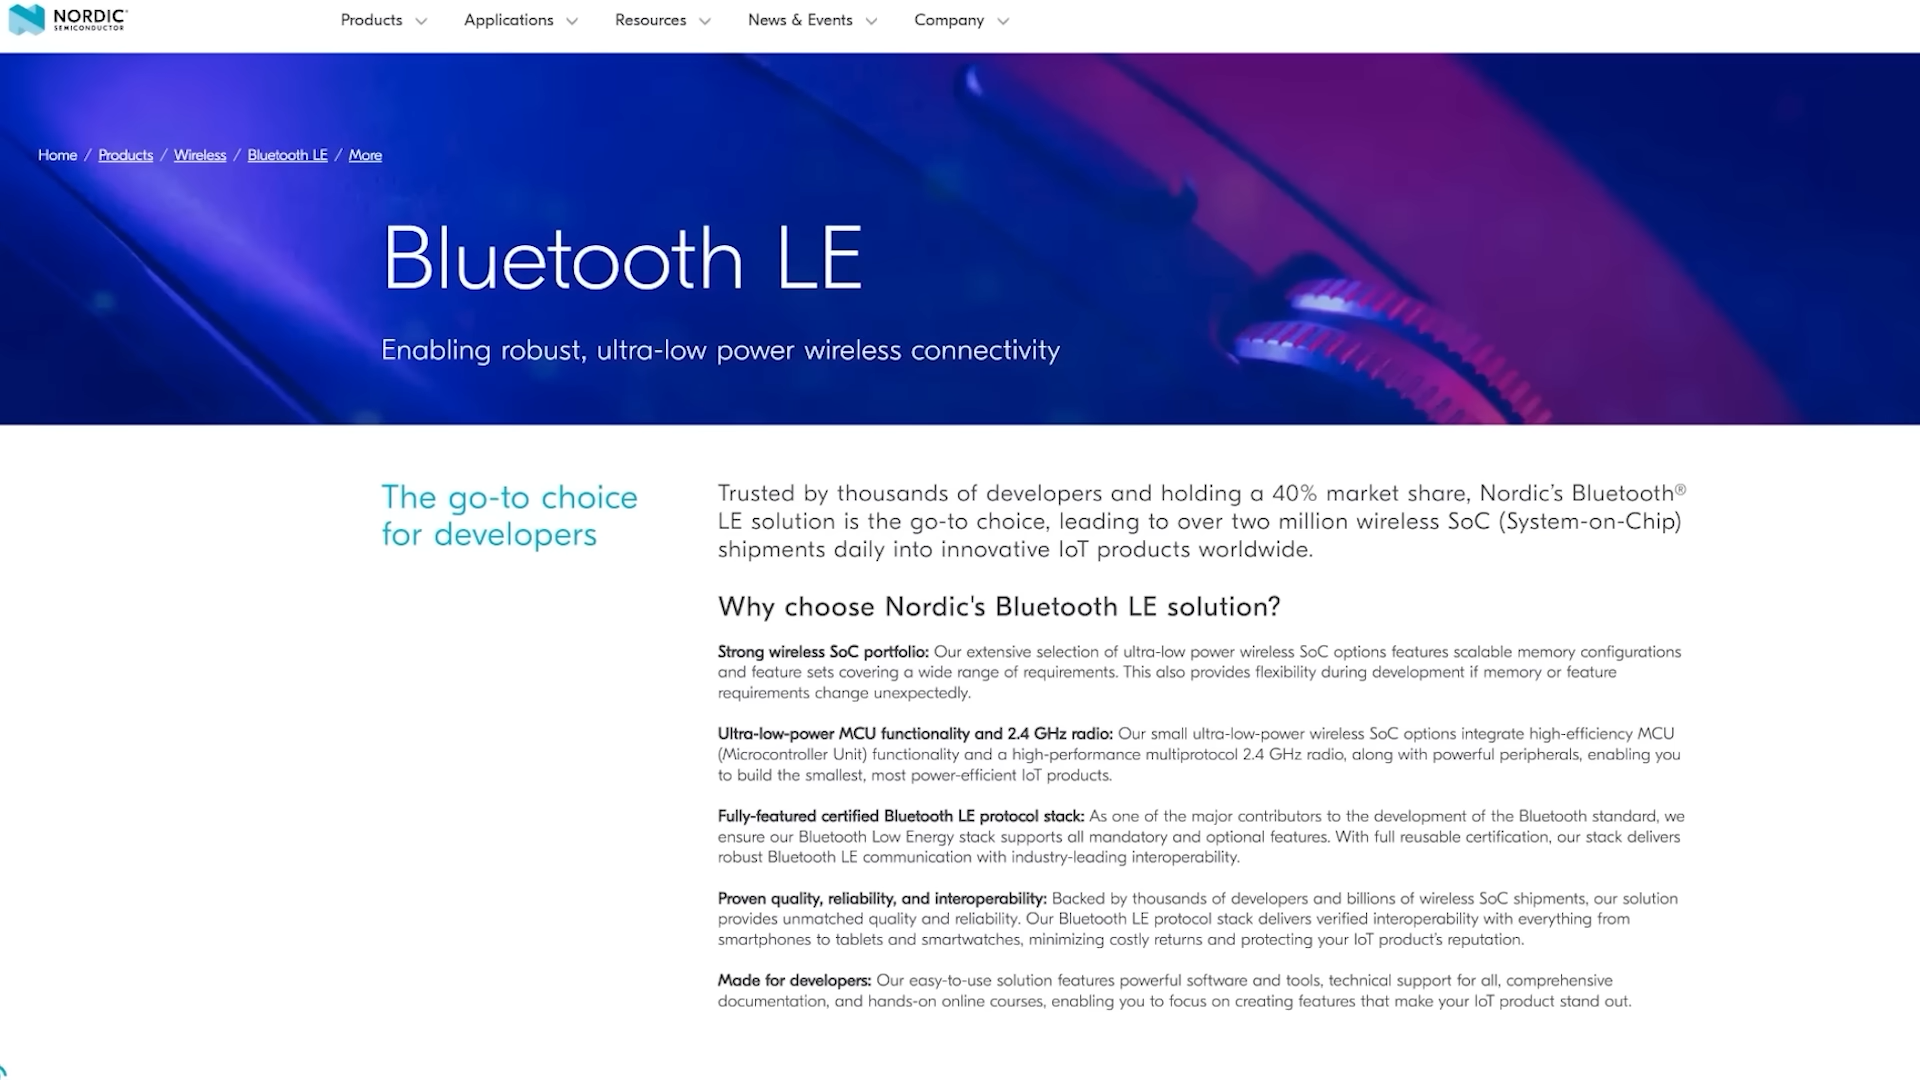 NORDIC®
SEMICONDUCTOR
Products
Applications
Resources
News & Events
Company
Home / Products / Wireless / Bluetooth LE / More
Bluetooth LE
Enabling robust, ultra-low power wireless connectivity
The go-to choice
for developers
Trusted by thousands of developers and holding a 40% market share, Nordic’s Bluetooth®
LE solution is the go-to choice, leading to over two million wireless SoC (System-on-Chip)
shipments daily into innovative IoT products worldwide.
Why choose Nordic's Bluetooth LE solution?
Strong wireless SoC portfolio: Our extensive selection of ultra-low power wireless SoC options features scalable memory configurations
and feature sets covering a wide range of requirements. This also provides flexibility during development if memory or feature
requirements change unexpectedly.
Ultra-low-power MCU functionality and 2.4 GHz radio: Our small ultra-low-power wireless SoC options integrate high-efficiency MCU
(Microcontroller Unit) functionality and a high-performance multiprotocol 2.4 GHz radio, along with powerful peripherals, enabling you
to build the smallest, most power-efficient IoT products.
Fully-featured certified Bluetooth LE protocol stack: As one of the major contributors to the development of the Bluetooth standard, we
ensure our Bluetooth Low Energy stack supports all mandatory and optional features. With full reusable certification, our stack delivers
robust Bluetooth LE communication with industry-leading interoperability.
Proven quality, reliability, and interoperability: Backed by thousands of developers and billions of wireless SoC shipments, our solution
provides unmatched quality and reliability. Our Bluetooth LE protocol stack delivers verified interoperability with everything from
smartphones to tablets and smartwatches, minimizing costly returns and protecting your IoT product’s reputation.
Made for developers: Our easy-to-use solution features powerful software and tools, technical support for all, comprehensive
documentation, and hands-on online courses, enabling you to focus on creating features that make your IoT product stand out.